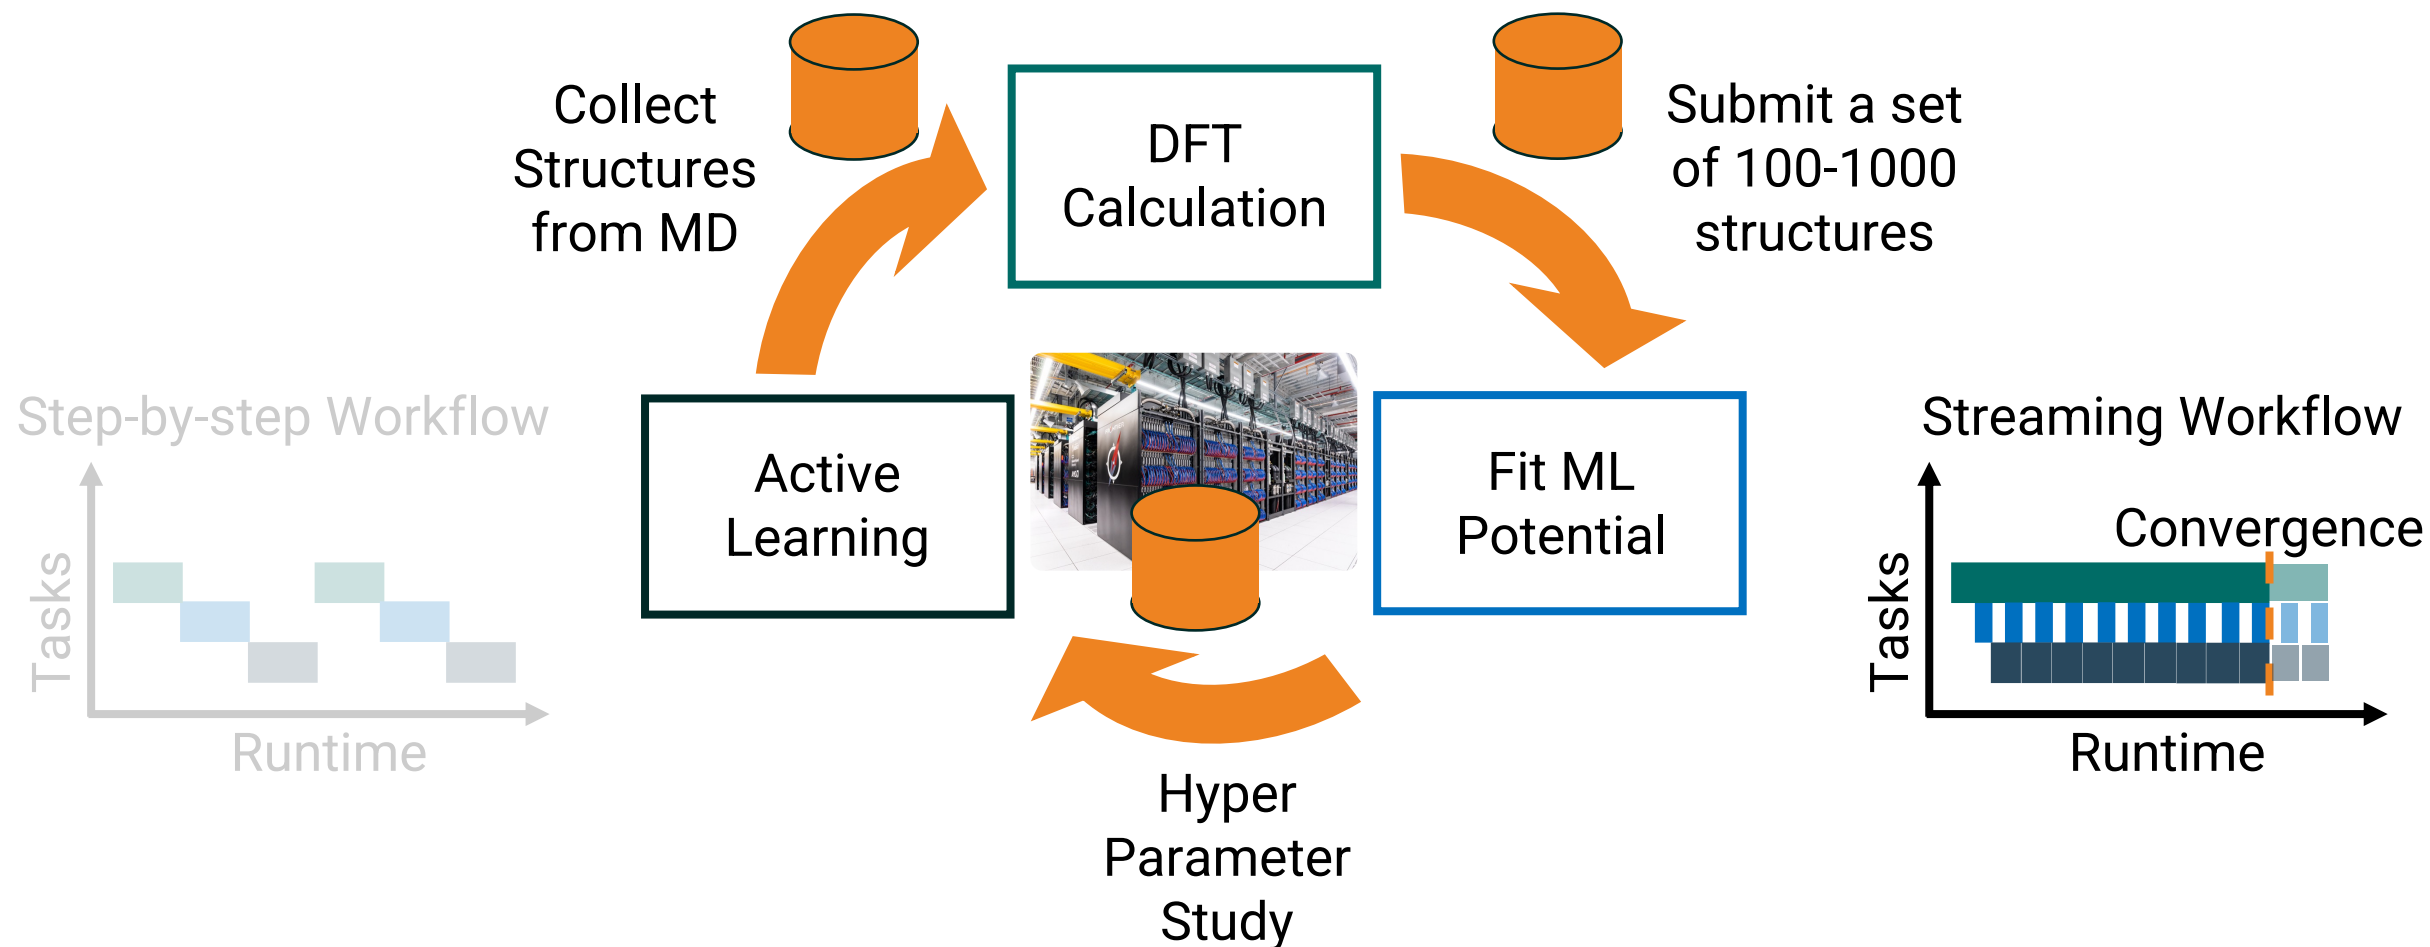 Collect
Structures
from MD
DFT
Calculation
Submit a set
of 100-1000
structures
Step-by-step Workflow
Tasks
Runtime
Active
Learning
Fit ML
Potential
Hyper
Parameter
Study
Streaming Workflow
Convergence
Tasks
Runtime